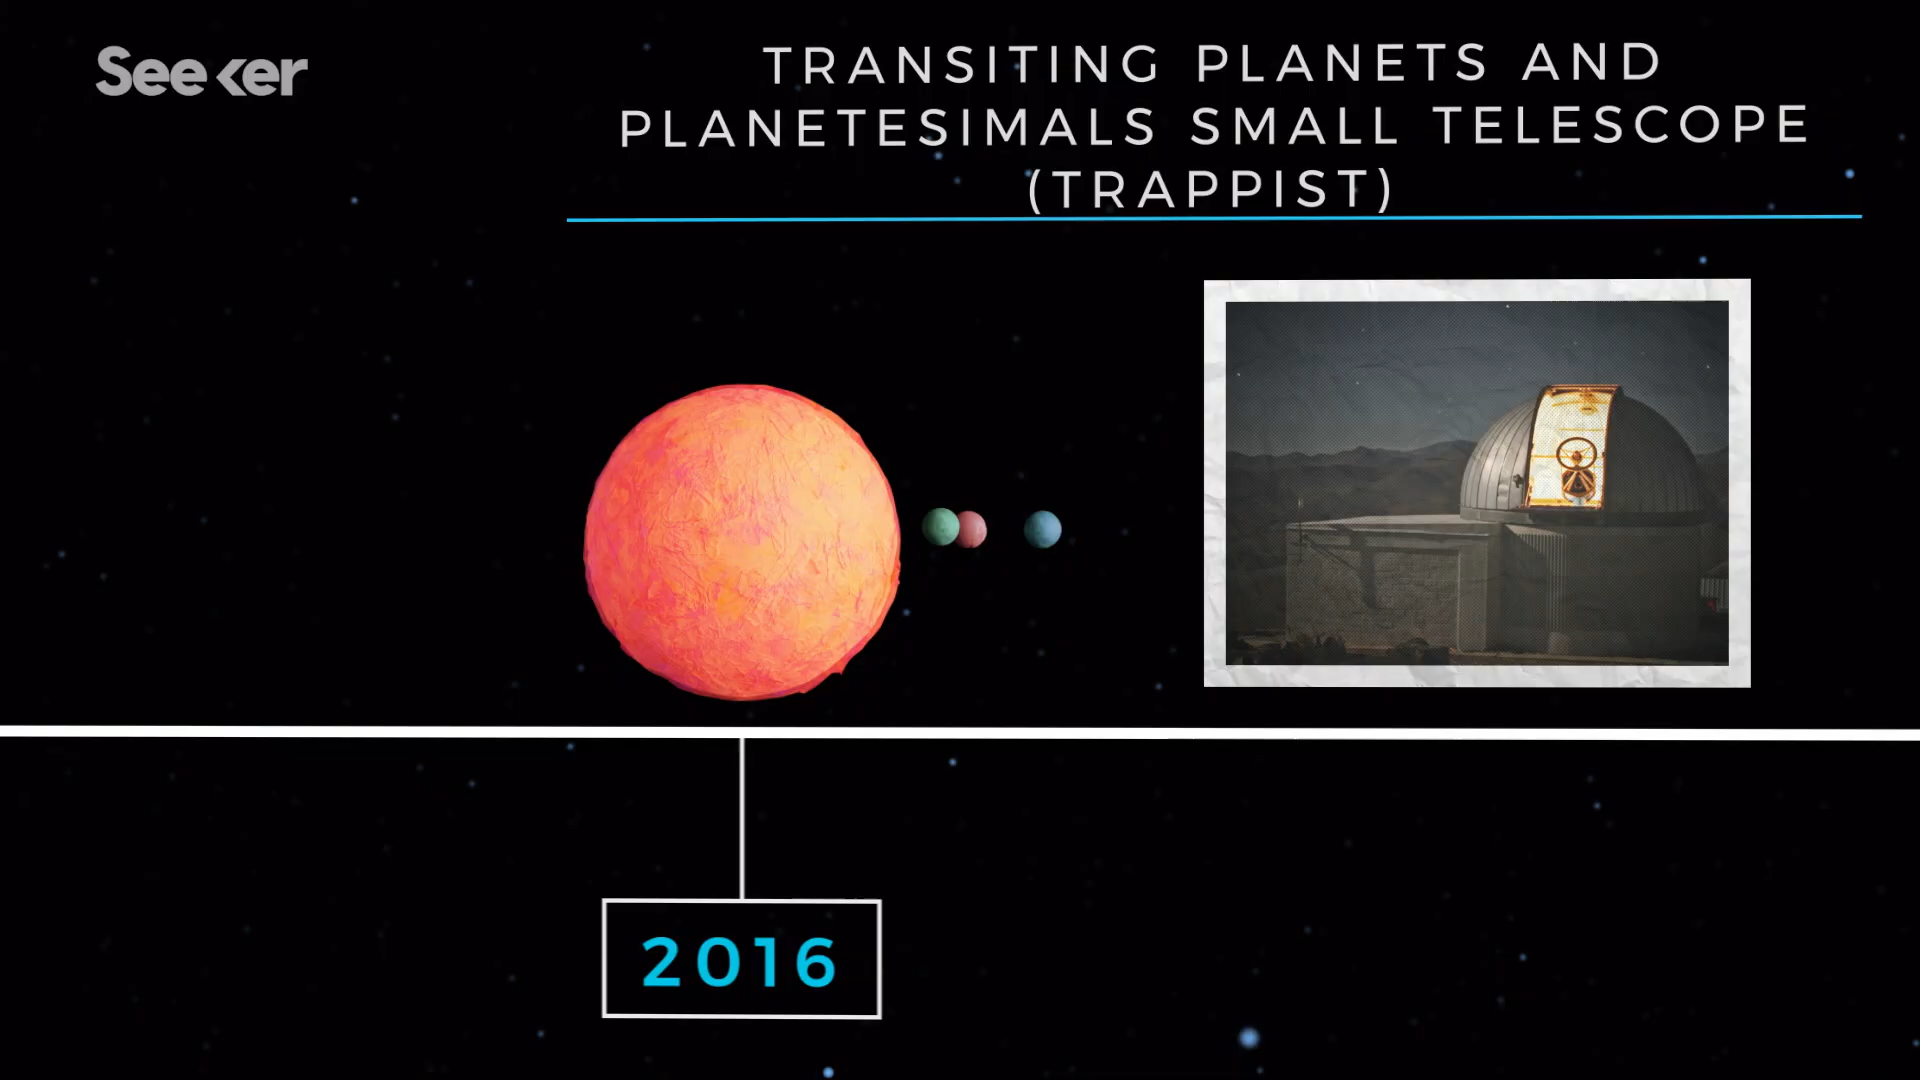 Seeker
TRANSITING PLANETS AND
PLANETESIMALS SMALL TELESCOPE
(TRAPPIST)
2016